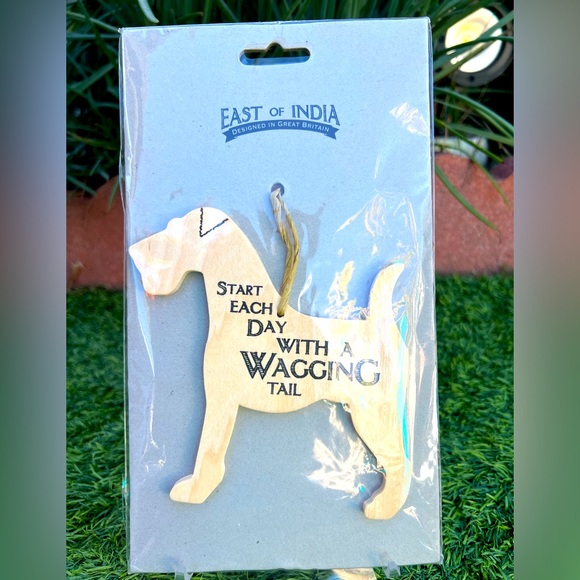 EAST OF INDIA
DESIGNED IN GREAT BRITAIN
START
EACH
DAY
WITH A
WAGGING
TAIL